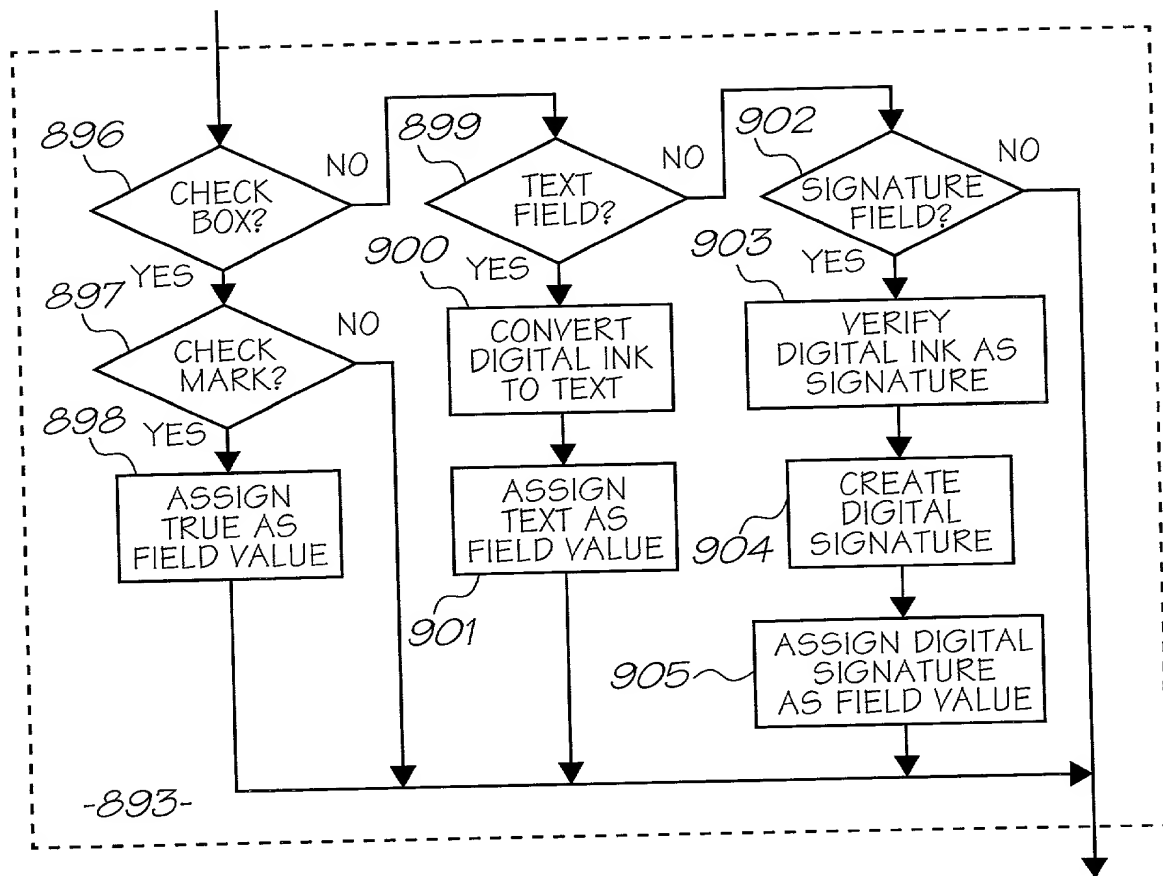 896
CHECK
BOX?
NO
YES
897
CHECK
MARK?
NO
YES
898
ASSIGN
TRUE AS
FIELD VALUE
899
TEXT
FIELD?
NO
YES
900
CONVERT
DIGITAL INK
TO TEXT
ASSIGN
TEXT AS
FIELD VALUE
901
902
SIGNATURE
FIELD?
NO
YES
903
VERIFY
DIGITAL INK AS
SIGNATURE
CREATE
DIGITAL
SIGNATURE
904
ASSIGN DIGITAL
SIGNATURE
AS FIELD VALUE
905
-893-